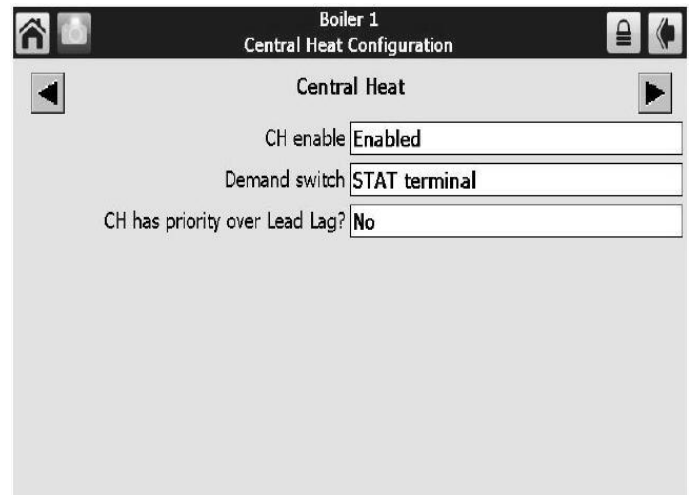 Boiler 1
Central Heat Configuration
Central Heat
CH enable Enabled
Demand switch STAT terminal
CH has priority over Lead Lag? No